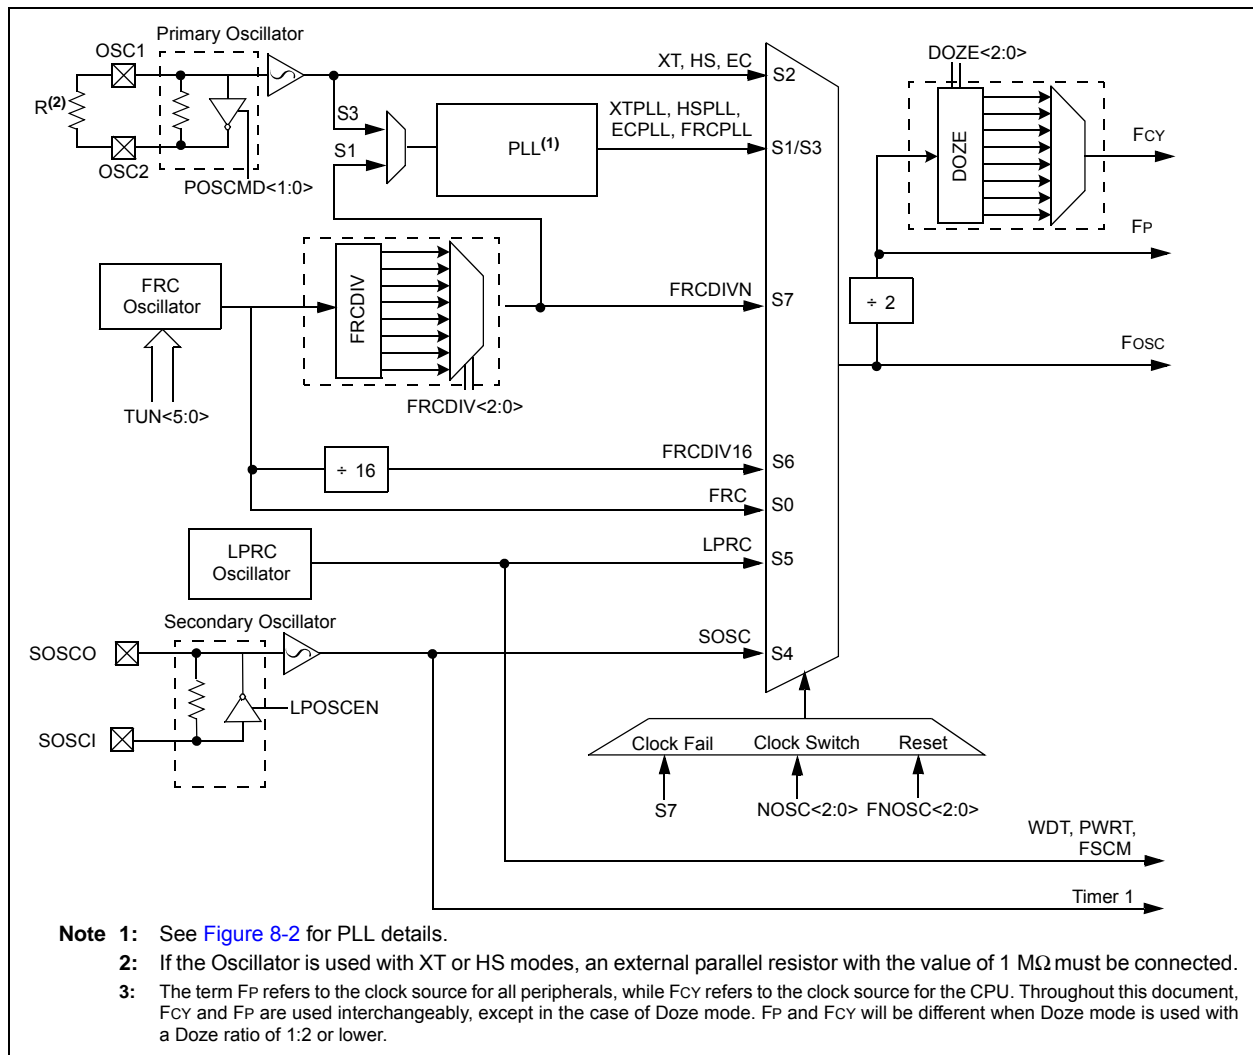 Primary Oscillator
OSC1
XT, HS, EC
S2
DOZE<2:0>
R(2)
S3
PLL(1)
XTPLL, HSPLL,
ECPLL, FRCPLL
S1/S3
DOZE
FCY
S1
OSC2
POSCMD<1:0>
FP
FRC
Oscillator
FRCDIV
FRCDIVN
S7
÷ 2
FOSC
TUN<5:0>
FRCDIV<2:0>
÷ 16
FRCDIV16
S6
FRC
S0
LPRC
Oscillator
LPRC
S5
Secondary Oscillator
SOSCO
SOSC
S4
LPOSCEN
SOSCI
Clock Fail
Clock Switch
Reset
S7
NOSC<2:0>
FNOSC<2:0>
WDT, PWRT,
FSCM
Timer 1
Note 1: See Figure 8-2 for PLL details.
2: If the Oscillator is used with XT or HS modes, an external parallel resistor with the value of 1 MΩ must be connected.
3: The term FP refers to the clock source for all peripherals, while FCY refers to the clock source for the CPU. Throughout this document,
FCY and FP are used interchangeably, except in the case of Doze mode. FP and FCY will be different when Doze mode is used with
a Doze ratio of 1:2 or lower.